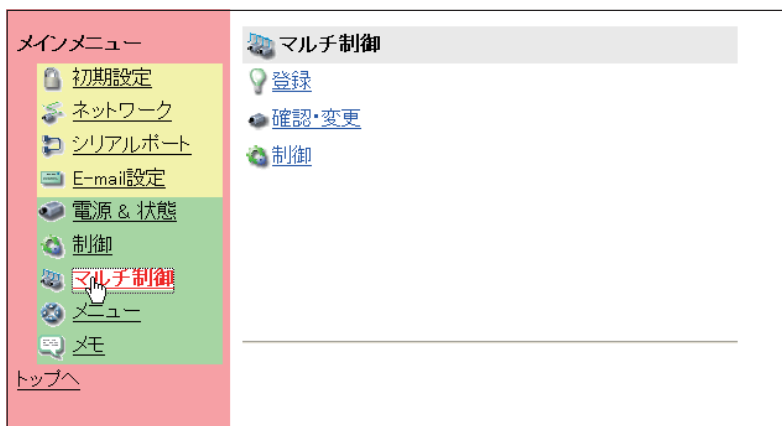 メインメニュー
初期設定
ネットワーク
シリアルポート
E-mail設定
電源 & 状態
制御
マルチ制御
メニュー
メモ
トップへ
マルチ制御
登録
確認・変更
制御